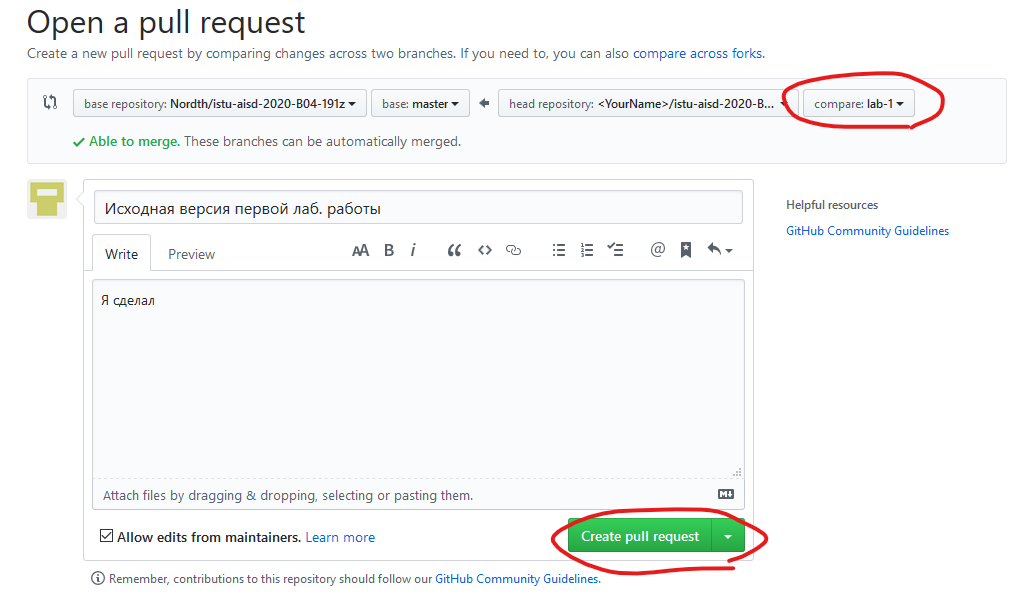 Open a pull request
Create a new pull request by comparing changes across two branches. If you need to, you can also compare across forks.
base repository: Nordth/istu-aisd-2020-B04-191z base: master head repository: <YourName>/istu-aisd-2020-B... compare: lab-1
Able to merge. These branches can be automatically merged.
Исходная версия первой лаб. работы
Helpful resources
GitHub Community Guidelines
Write Preview AA B i “ <> @
Я сделал
Attach files by dragging & dropping, selecting or pasting them. M
Allow edits from maintainers. Learn more
Create pull request
Remember, contributions to this repository should follow our GitHub Community Guidelines.